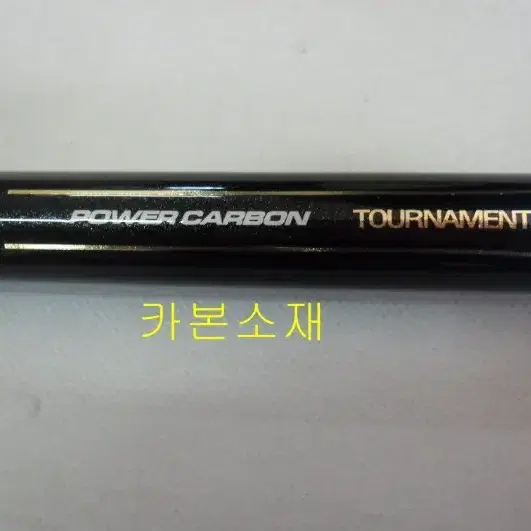 POWER CARBON TOURNAMENT
카본소재